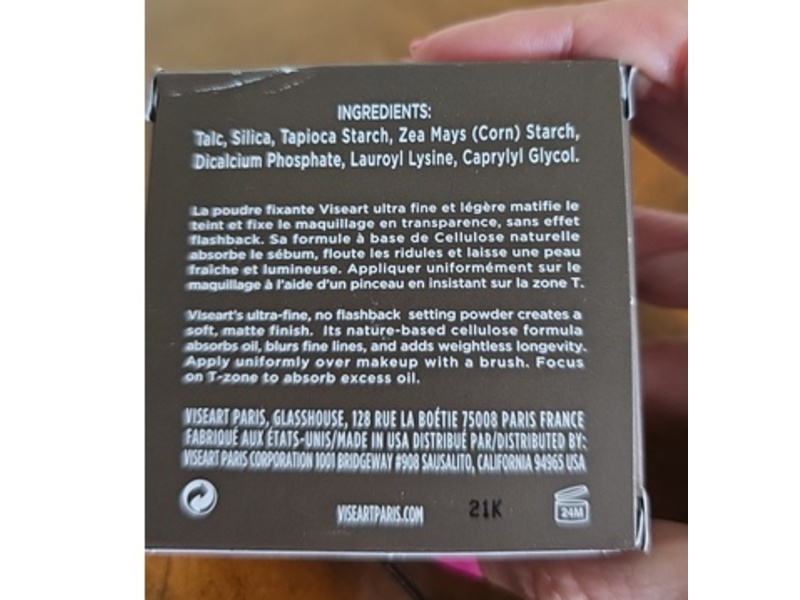 INGREDIENTS:
Talc, Silica, Tapioca Starch, Zea Mays (Corn) Starch,
Dicalcium Phosphate, Lauroyl Lysine, Caprylyl Glycol.
La poudre fixante Viseart ultra fine et légère matifie le
teint et fixe le maquillage en transparence, sans effet
flashback. Sa formule à base de Cellulose naturelle
absorbe le sébum, floute les ridules et laisse une peau
fraîche et lumineuse. Appliquer uniformément sur le
maquillage à l'aide d'un pinceau en insistant sur la zone T.
Viseart's ultra-fine, no flashback setting powder creates a
soft, matte finish. Its nature-based cellulose formula
absorbs oil, blurs fine lines, and adds weightless longevity.
Apply uniformly over makeup with a brush. Focus
on T-zone to absorb excess oil.
VISEART PARIS, GLASSHOUSE, 128 RUE LA BOÉTIE 75008 PARIS FRANCE
FABRIQUÉ AUX ÉTATS-UNIS/MADE IN USA DISTRIBUÉ PAR/DISTRIBUTED BY:
VISEART PARIS CORPORATION 1001 BRIDGEWAY #908 SAUSALITO, CALIFORNIA 94965 USA
VISEARTPARIS.COM 21K 24M